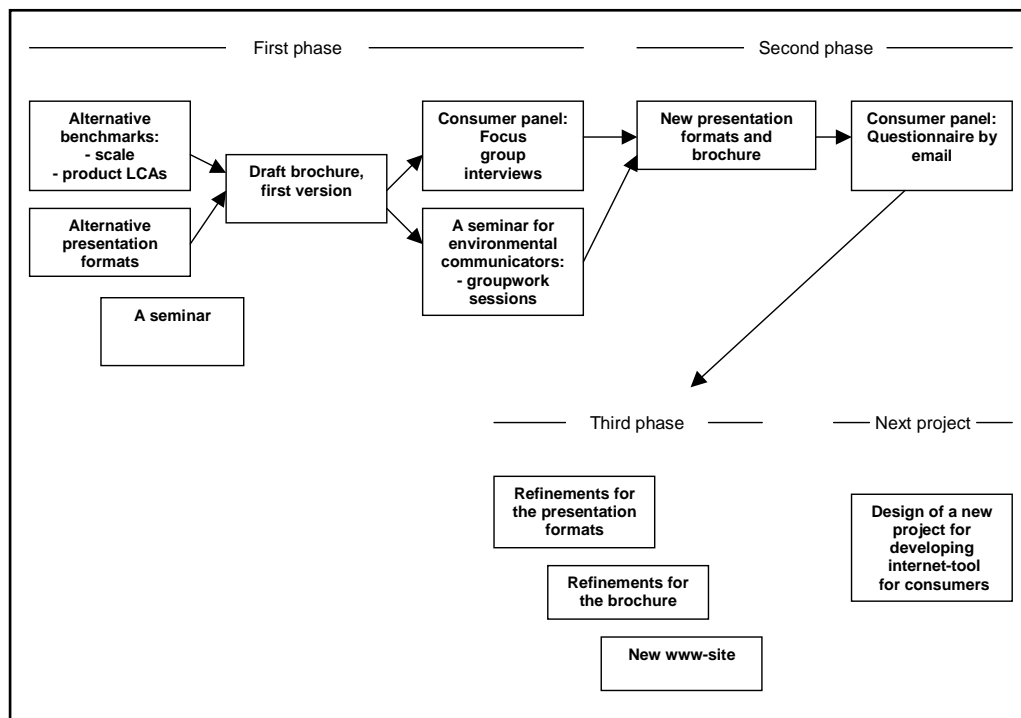 First phase
Second phase
Alternative
benchmarks:
- scale
- product LCAs
Alternative
presentation
formats
A seminar
Draft brochure,
first version
Consumer panel:
Focus
group
interviews
A seminar for
environmental
communicators:
- groupwork
sessions
New presentation
formats and
brochure
Consumer panel:
Questionnaire by
email
Third phase
Next project
Refinements for
the presentation
formats
Refinements for
the brochure
New www-site
Design of a new
project for
developing
internet-tool
for consumers